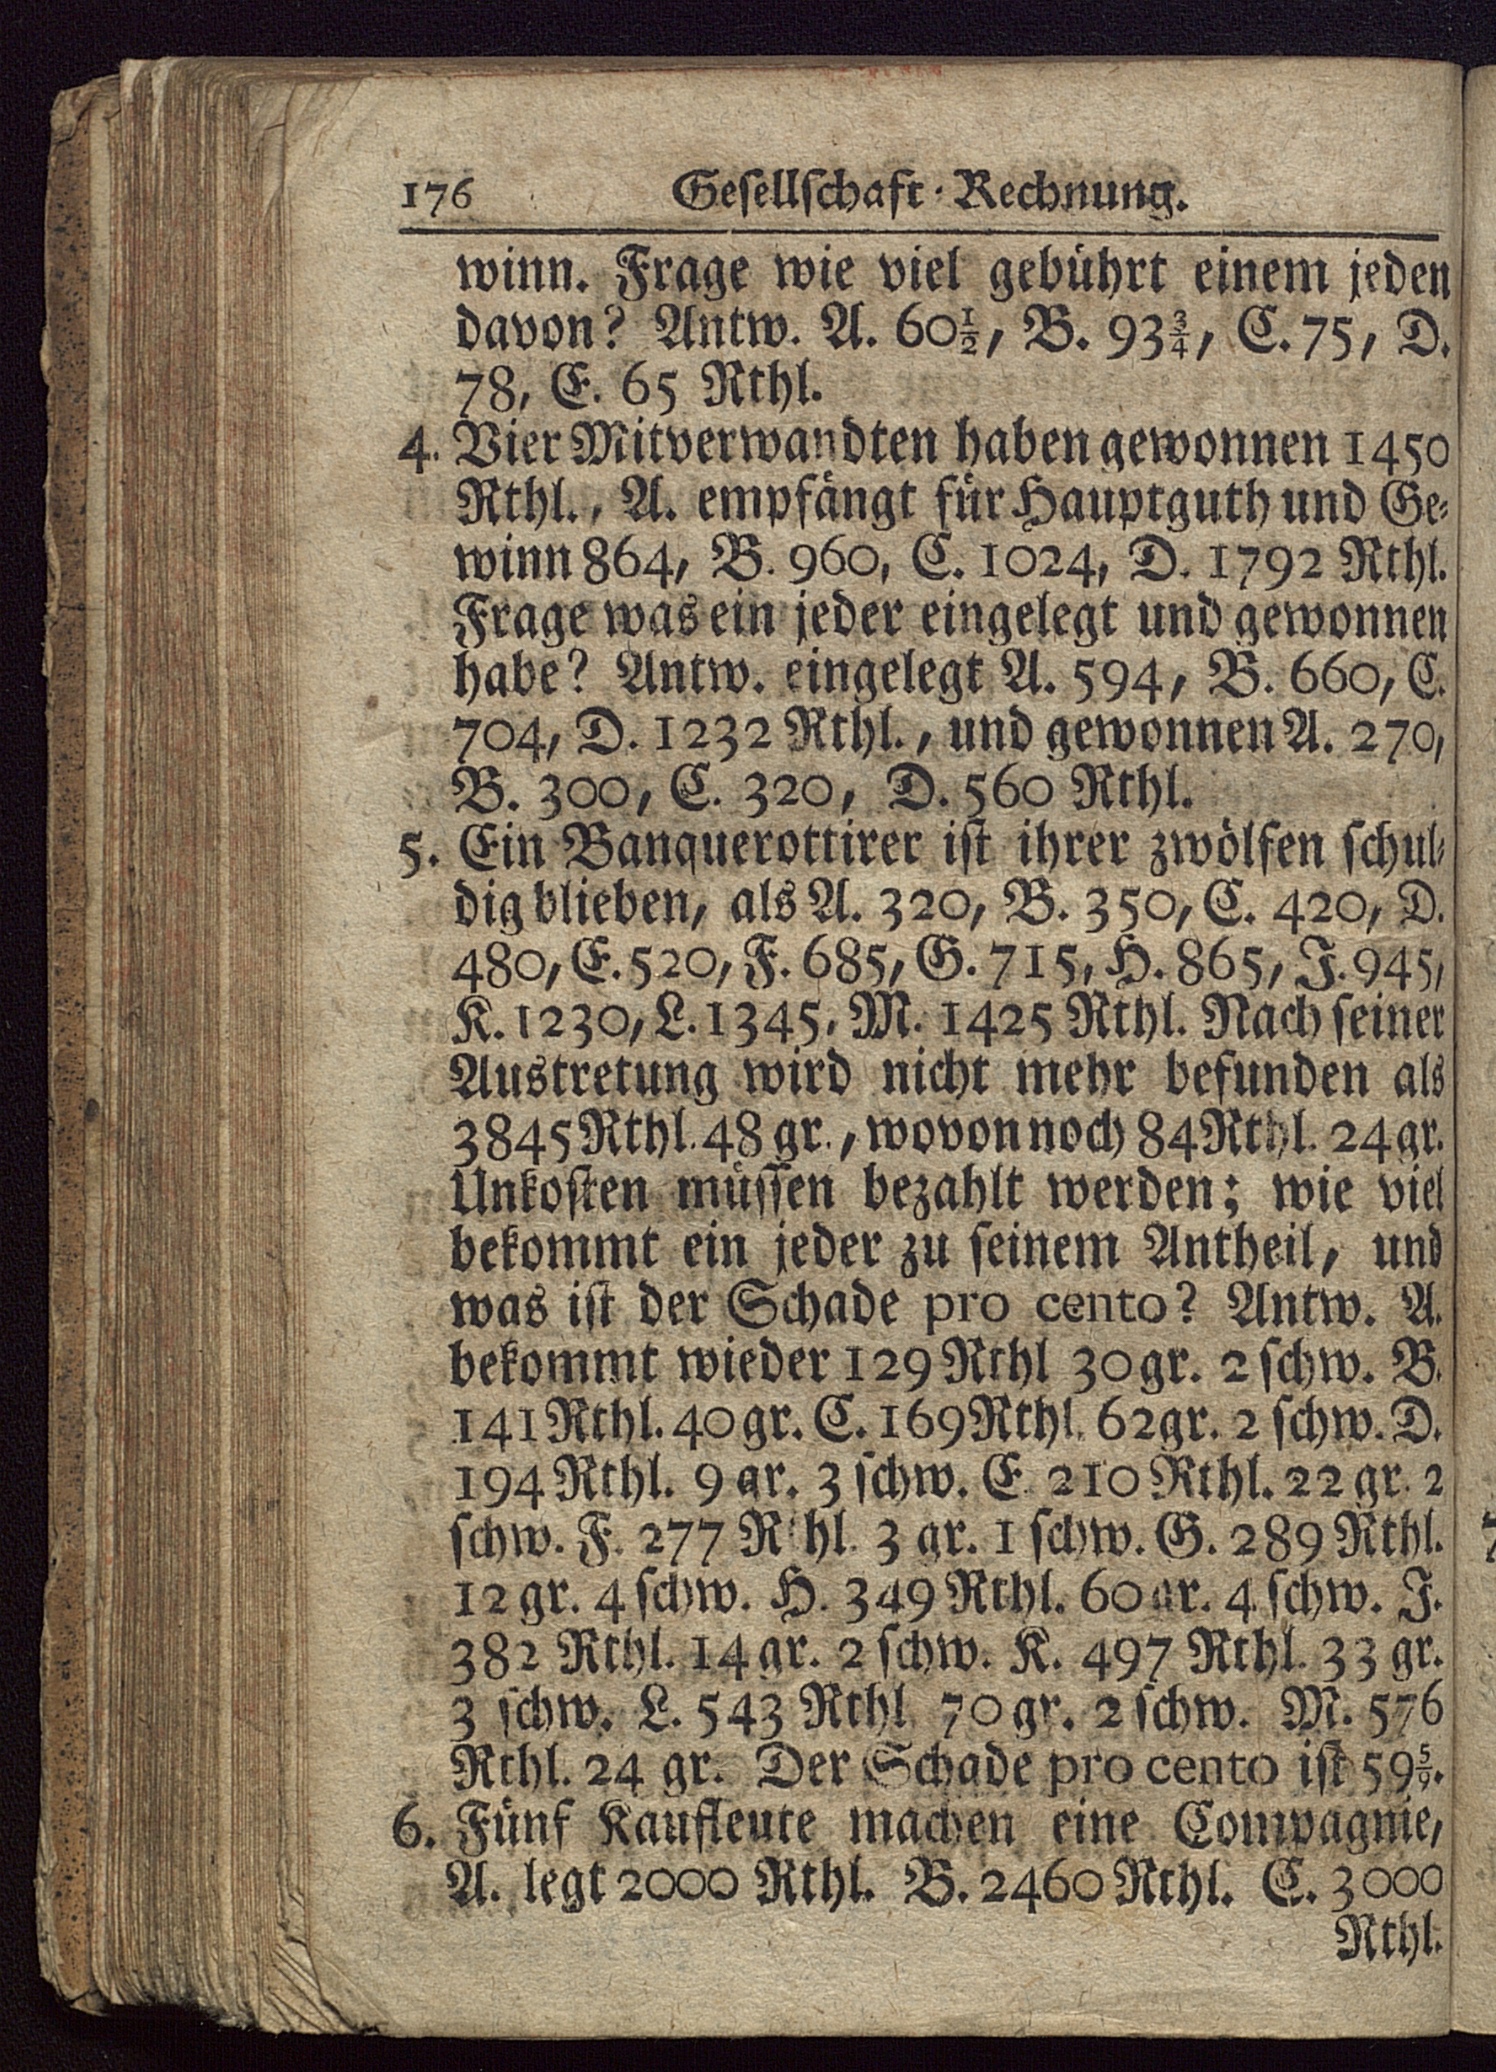 176 Gesellschaft-Rechnung.
winn. Frage wie viel gebührt einem jeden
davon? Antw. A. 60½, B. 93¾, C. 75, D.
78, E. 65 Rthl.
4. Vier Mitverwandten haben gewonnen 1450
Rthl., A. empfängt für Hauptguth und Ge-
winn 864, B. 960, C. 1024, D. 1792 Rthl.
Frage was ein jeder eingelegt und gewonnen
habe? Antw. eingelegt A. 594, B. 660, C.
704, D. 1232 Rthl., und gewonnen A. 270,
B. 300, C. 320, D. 560 Rthl.
5. Ein Banquerottirer ist ihrer zwölfen schul-
dig blieben, als A. 320, B. 350, C. 420, D.
480, E. 520, F. 685, G. 715, H. 865, J. 945,
K. 1230, L. 1345, M. 1425 Rthl. Nach seiner
Austretung wird nicht mehr befunden als
3845 Rthl. 48 gr., wovon noch 84 Rthl. 24 gr.
Unkosten müssen bezahlt werden; wie viel
bekommt ein jeder zu seinem Antheil, und
was ist der Schade pro cento? Antw. A.
bekommt wieder 129 Rthl 30 gr. 2 schw. B.
141 Rthl. 40 gr. C. 169 Rthl. 62 gr. 2 schw. D.
194 Rthl. 9 gr. 3 schw. E. 210 Rthl. 22 gr. 2
schw. F. 277 Rthl. 3 gr. 1 schw. G. 289 Rthl.
12 gr. 4 schw. H. 349 Rthl. 60 gr. 4 schw. J.
382 Rthl. 14 gr. 2 schw. K. 497 Rthl. 33 gr.
3 schw. L. 543 Rthl. 70 gr. 2 schw. M. 576
Rthl. 24 gr. Der Schade pro cento ist 59 5/9.
6. Fünf Kaufleute machen eine Compagnie,
A. legt 2000 Rthl. B. 2460 Rthl. C. 3000
Rthl.